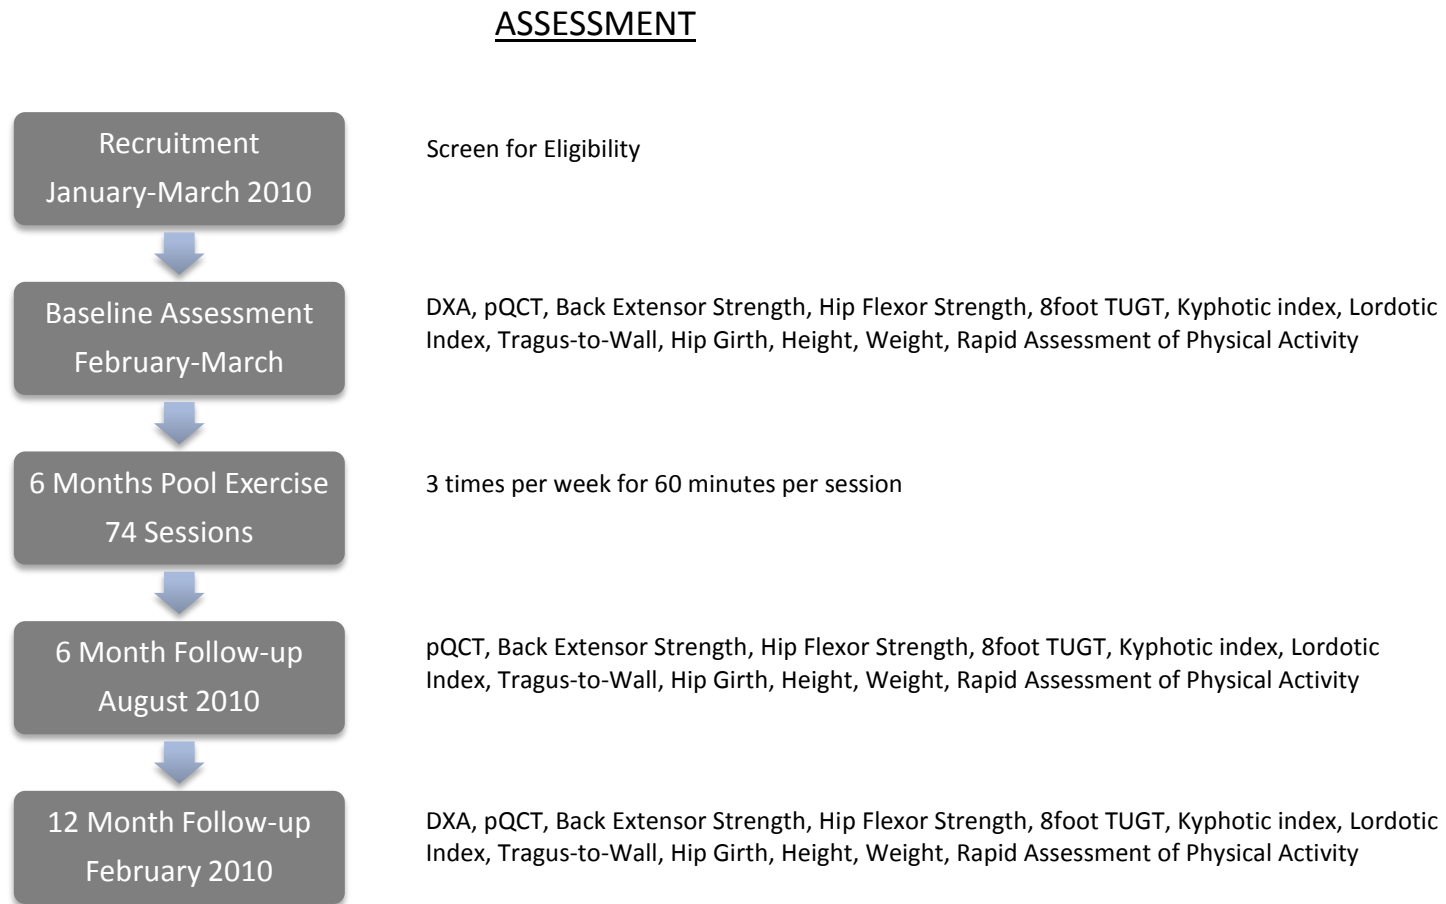 ASSESSMENT
Recruitment
January-March 2010
Screen for Eligibility
Baseline Assessment
February-March
DXA, pQCT, Back Extensor Strength, Hip Flexor Strength, 8foot TUGT, Kyphotic index, Lordotic
Index, Tragus-to-Wall, Hip Girth, Height, Weight, Rapid Assessment of Physical Activity
6 Months Pool Exercise
74 Sessions
3 times per week for 60 minutes per session
6 Month Follow-up
August 2010
pQCT, Back Extensor Strength, Hip Flexor Strength, 8foot TUGT, Kyphotic index, Lordotic
Index, Tragus-to-Wall, Hip Girth, Height, Weight, Rapid Assessment of Physical Activity
12 Month Follow-up
February 2010
DXA, pQCT, Back Extensor Strength, Hip Flexor Strength, 8foot TUGT, Kyphotic index, Lordotic
Index, Tragus-to-Wall, Hip Girth, Height, Weight, Rapid Assessment of Physical Activity